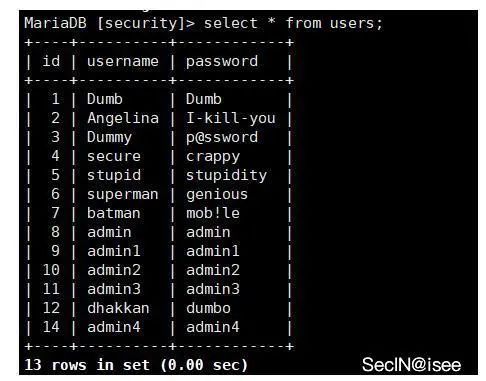 MariaDB [security]> select * from users;
+----+----------+------------+
| id | username | password   |
+----+----------+------------+
|  1 | Dumb     | Dumb       |
|  2 | Angelina | I-kill-you |
|  3 | Dummy    | p@ssword   |
|  4 | secure   | crappy     |
|  5 | stupid   | stupidity  |
|  6 | superman | genious    |
|  7 | batman   | mob!le     |
|  8 | admin    | admin      |
|  9 | admin1   | admin1     |
| 10 | admin2   | admin2     |
| 11 | admin3   | admin3     |
| 12 | dhakkan  | dumbo      |
| 14 | admin4   | admin4     |
+----+----------+------------+
13 rows in set (0.00 sec)
SecIN@isee